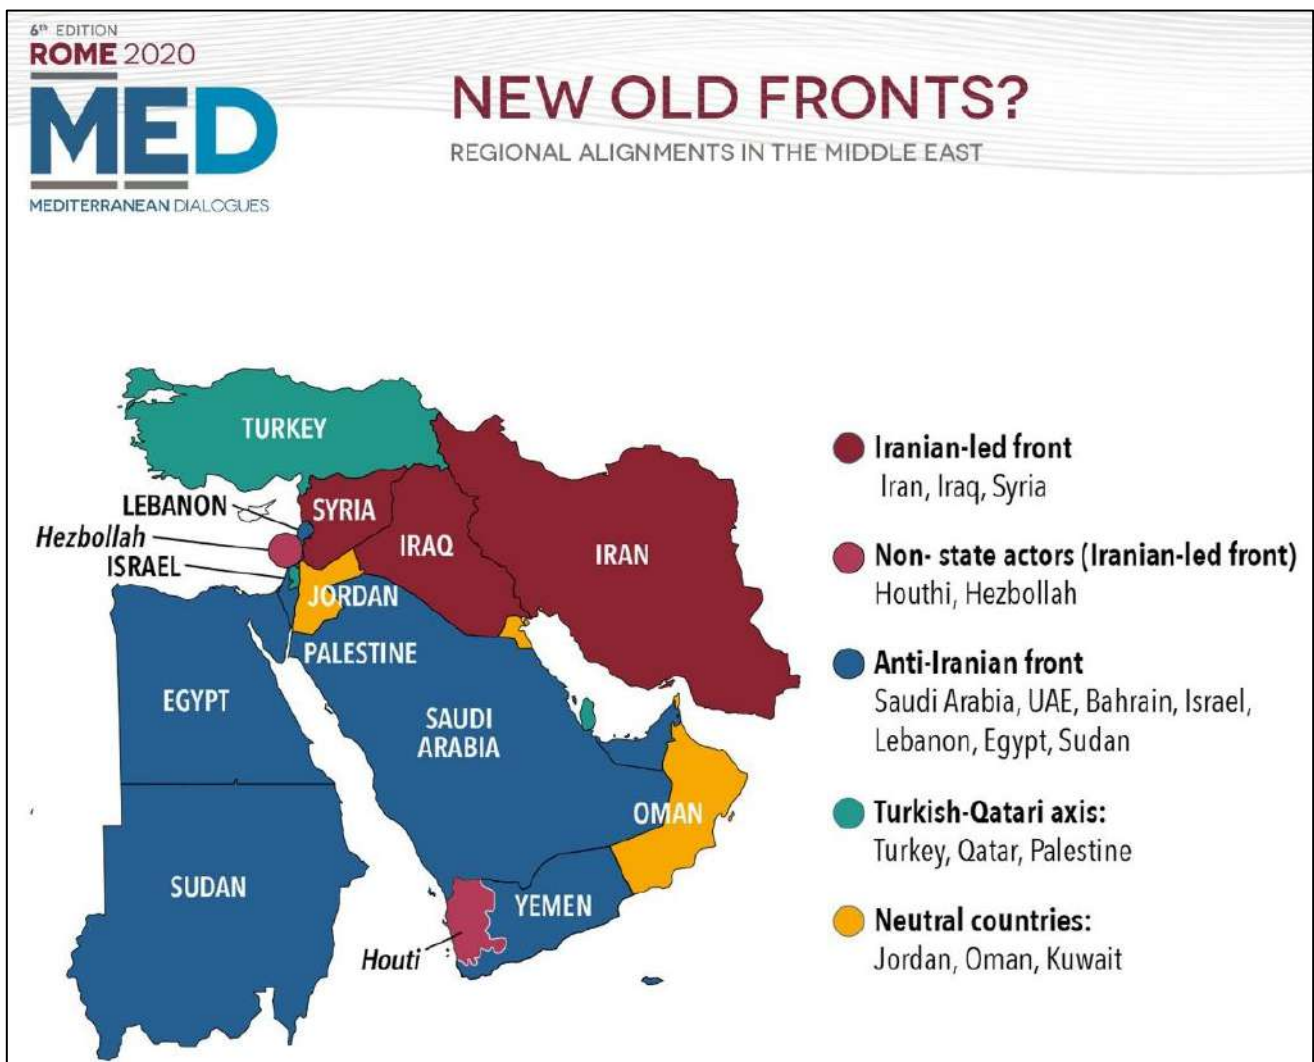 6th EDITION
ROME 2020
MED
MEDITERRANEAN DIALOGUES
NEW OLD FRONTS?
REGIONAL ALIGNMENTS IN THE MIDDLE EAST
TURKEY
LEBANON
SYRIA
Hezbollah
IRAQ
IRAN
ISRAEL
JORDAN
PALESTINE
EGYPT
SAUDI
ARABIA
OMAN
SUDAN
YEMEN
Houti
Iranian-led front
Iran, Iraq, Syria
Non- state actors (Iranian-led front)
Houthi, Hezbollah
Anti-Iranian front
Saudi Arabia, UAE, Bahrain, Israel,
Lebanon, Egypt, Sudan
Turkish-Qatari axis:
Turkey, Qatar, Palestine
Neutral countries:
Jordan, Oman, Kuwait